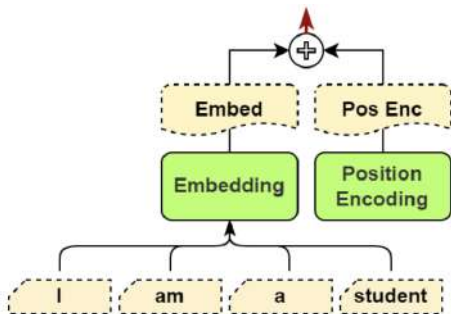 Embed
Pos Enc
Embedding
Position
Encoding
I
am
a
student